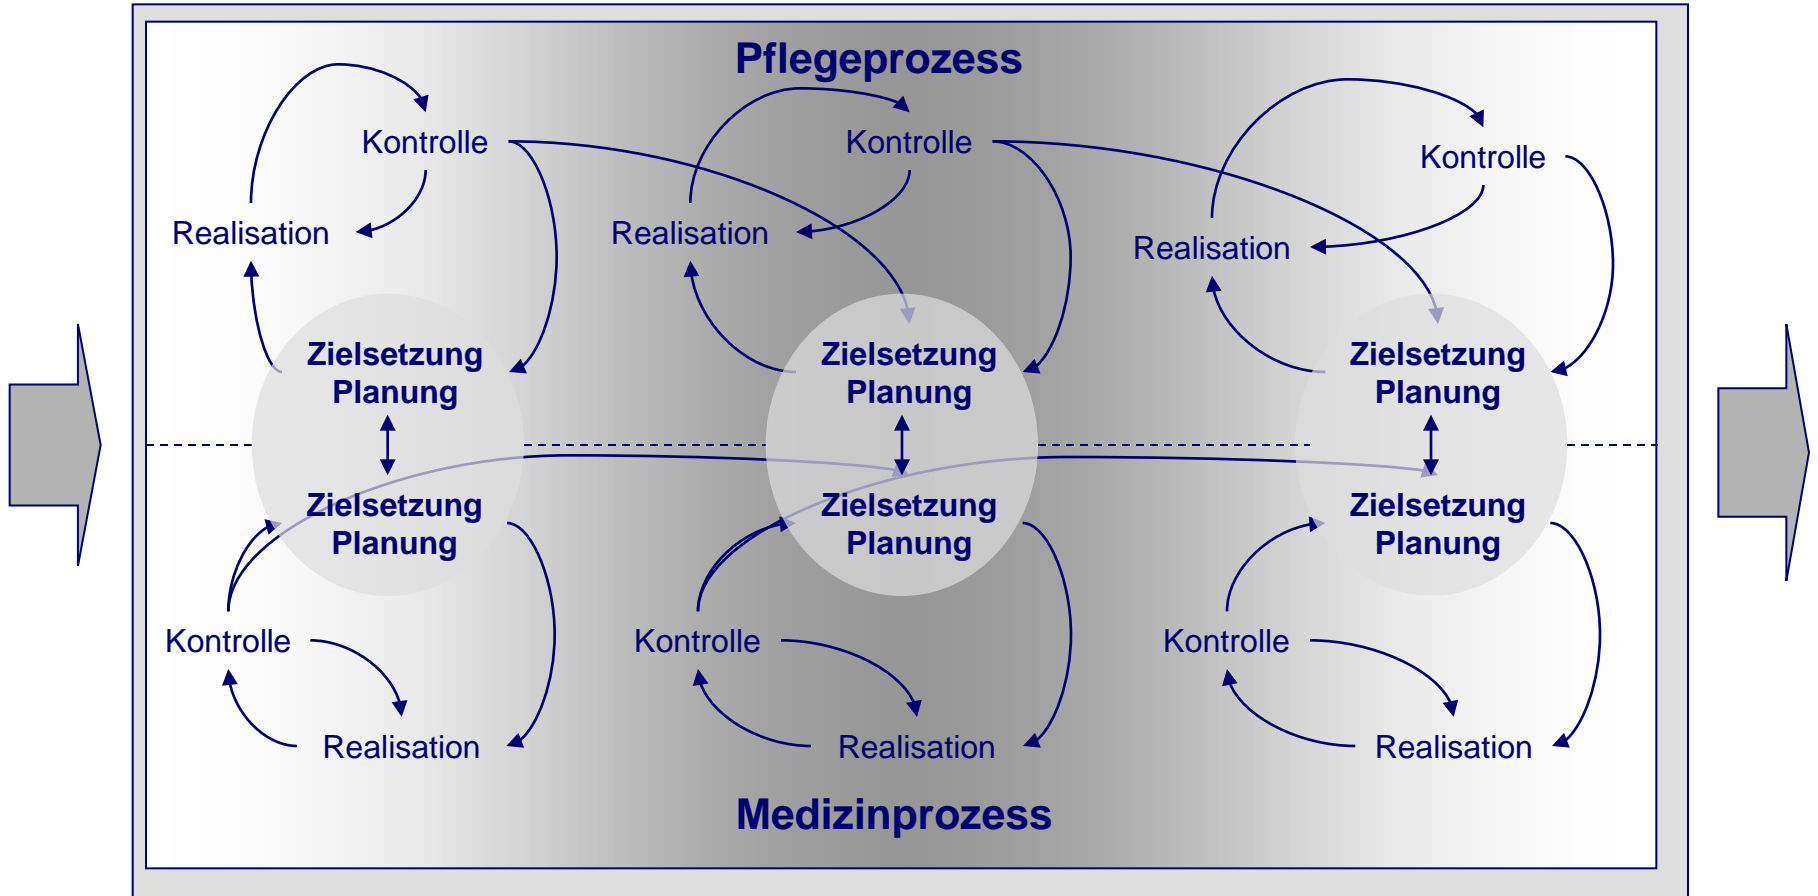 Pflegeprozess
Kontrolle
Kontrolle
Kontrolle
Realisation
Realisation
Realisation
Zielsetzung
Planung
Zielsetzung
Planung
Zielsetzung
Planung
Zielsetzung
Planung
Zielsetzung
Planung
Zielsetzung
Planung
Kontrolle
Kontrolle
Kontrolle
Realisation
Realisation
Realisation
Medizinprozess